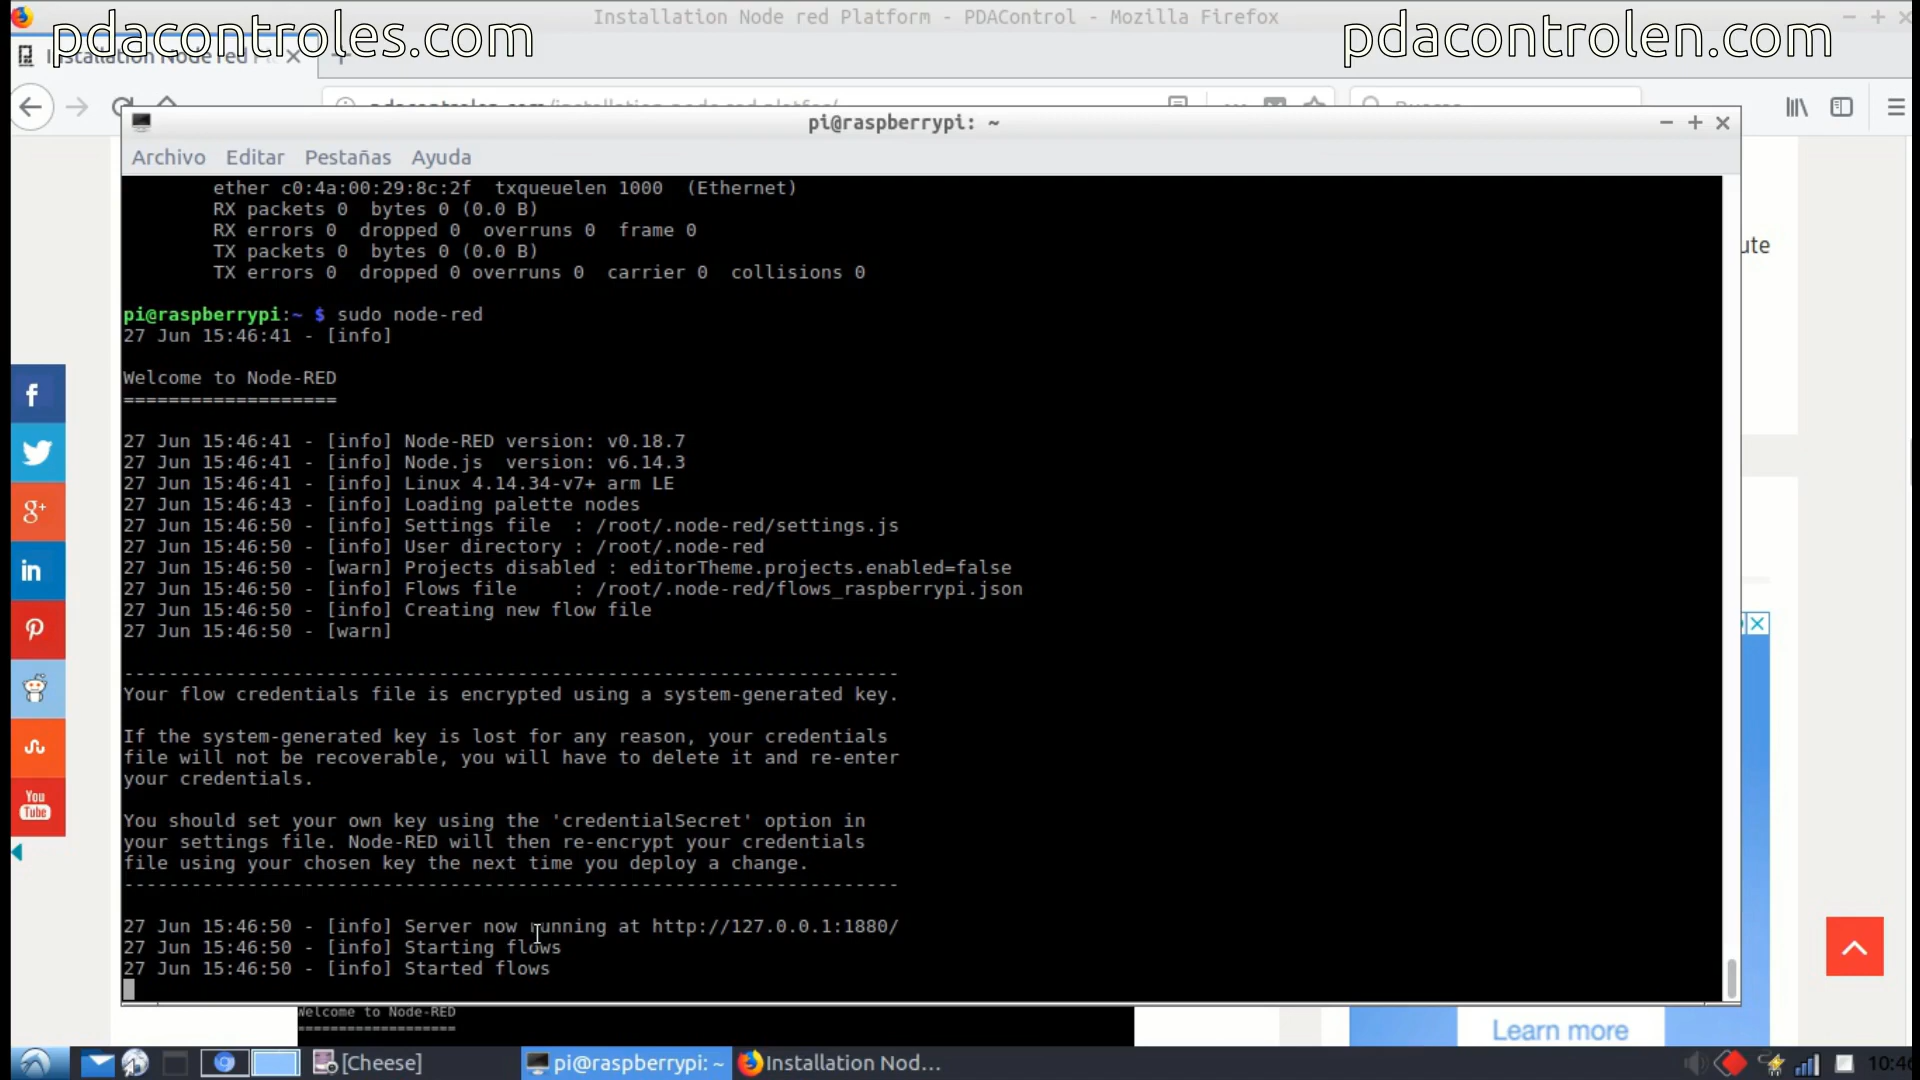 Installation Node red Platform - PDAControl - Mozilla Firefox
pdacontroles.com
pdacontrolen.com
pi@raspberrypi: ~
Archivo Editar Pestañas Ayuda
ether c0:4a:00:29:8c:2f txqueuelen 1000 (Ethernet)
RX packets 0 bytes 0 (0.0 B)
RX errors 0 dropped 0 overruns 0 frame 0
TX packets 0 bytes 0 (0.0 B)
TX errors 0 dropped 0 overruns 0 carrier 0 collisions 0
pi@raspberrypi:~ $ sudo node-red
27 Jun 15:46:41 - [info]
Welcome to Node-RED
===================
27 Jun 15:46:41 - [info] Node-RED version: v0.18.7
27 Jun 15:46:41 - [info] Node.js version: v6.14.3
27 Jun 15:46:41 - [info] Linux 4.14.34-v7+ arm LE
27 Jun 15:46:43 - [info] Loading palette nodes
27 Jun 15:46:50 - [info] Settings file : /root/.node-red/settings.js
27 Jun 15:46:50 - [info] User directory : /root/.node-red
27 Jun 15:46:50 - [warn] Projects disabled : editorTheme.projects.enabled=false
27 Jun 15:46:50 - [info] Flows file : /root/.node-red/flows_raspberrypi.json
27 Jun 15:46:50 - [info] Creating new flow file
27 Jun 15:46:50 - [warn]
---------------------------------------------------------------------
Your flow credentials file is encrypted using a system-generated key.
If the system-generated key is lost for any reason, your credentials
file will not be recoverable, you will have to delete it and re-enter
your credentials.
You should set your own key using the 'credentialSecret' option in
your settings file. Node-RED will then re-encrypt your credentials
file using your chosen key the next time you deploy a change.
---------------------------------------------------------------------
27 Jun 15:46:50 - [info] Server now running at http://127.0.0.1:1880/
27 Jun 15:46:50 - [info] Starting flows
27 Jun 15:46:50 - [info] Started flows
Welcome to Node-RED
===================
ute
f
g+
in
You
Tube
Learn more
[Cheese]
pi@raspberrypi: ~
Installation Nod...